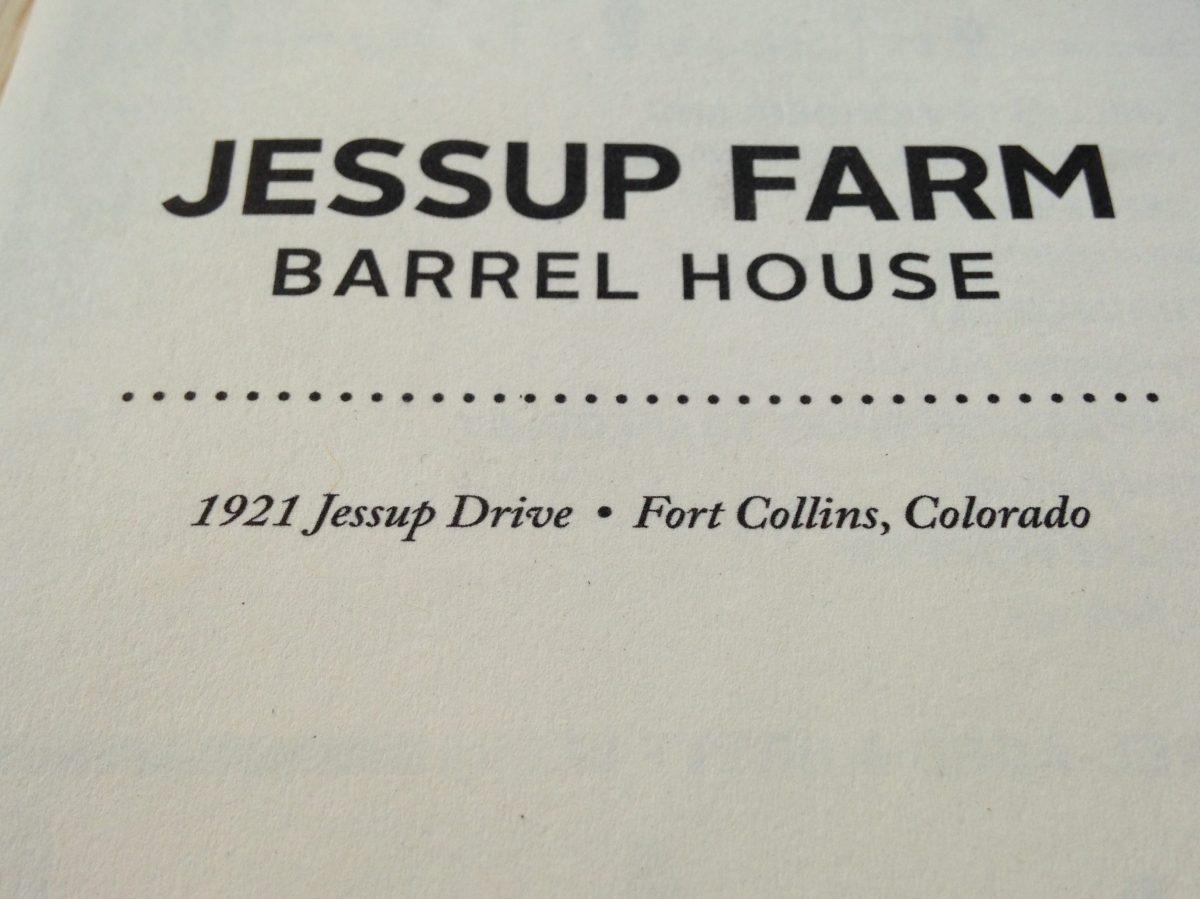 JESSUP FARM
BARREL HOUSE
1921 Jessup Drive • Fort Collins, Colorado